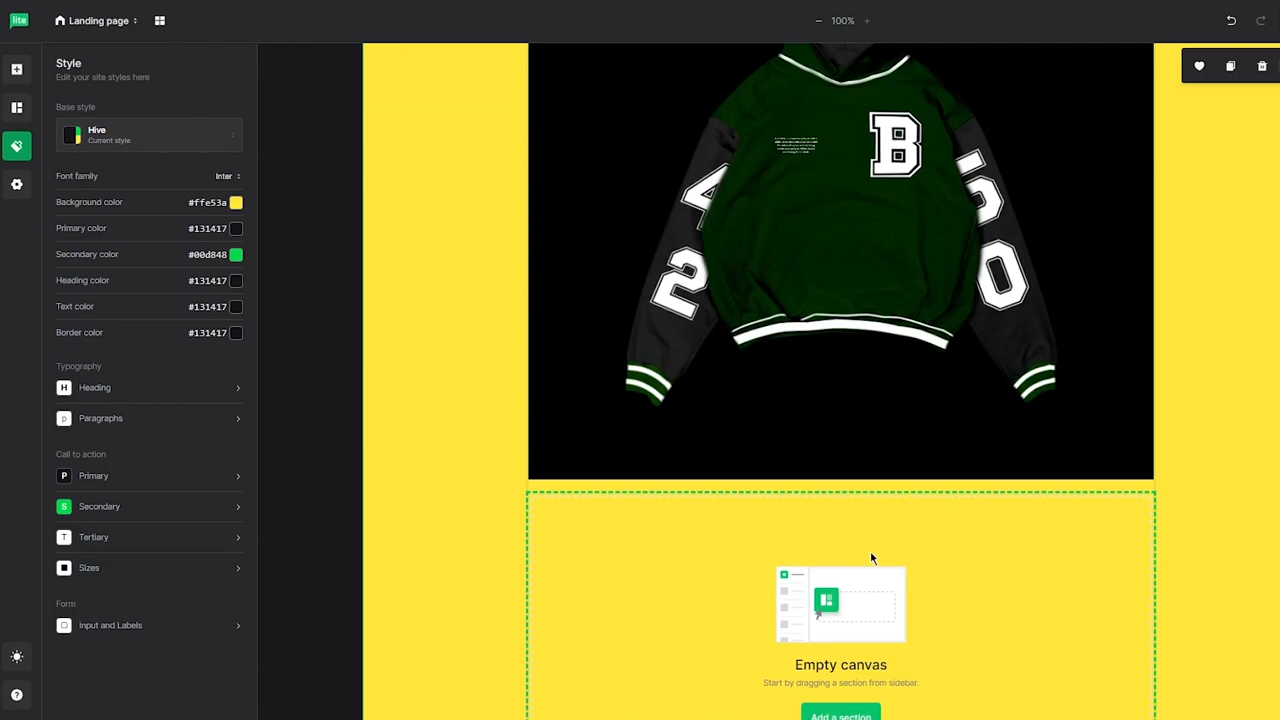 lite
Landing page
100%
Style
Edit your site styles here
Base style
Hive
Current style
Font family
Inter
Background color
#ffe53a
Primary color
#131417
Secondary color
#00d848
Heading color
#131417
Text color
#131417
Border color
#131417
Typography
H
Heading
p
Paragraphs
Call to action
P
Primary
S
Secondary
T
Tertiary
Sizes
Form
Input and Labels
B
4
2
5
0
Empty canvas
Start by dragging a section from sidebar.
Add a section